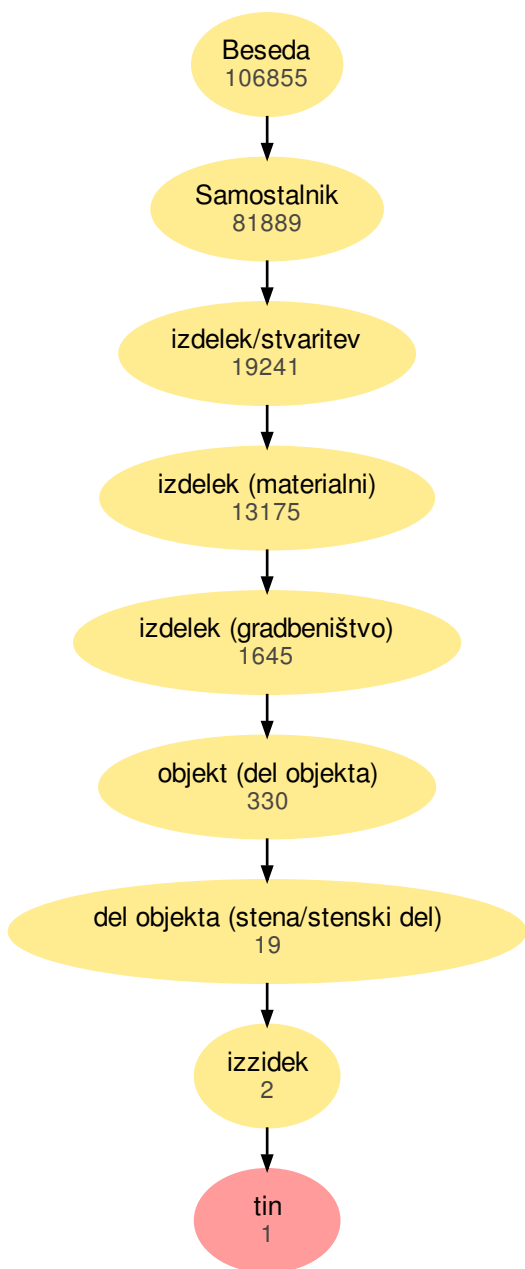 Beseda
106855
Samostalnik
81889
izdelek/stvaritev
19241
izdelek (materialni)
13175
izdelek (gradbeništvo)
1645
objekt (del objekta)
330
del objekta (stena/stenski del)
19
izzidek
2
tin
1